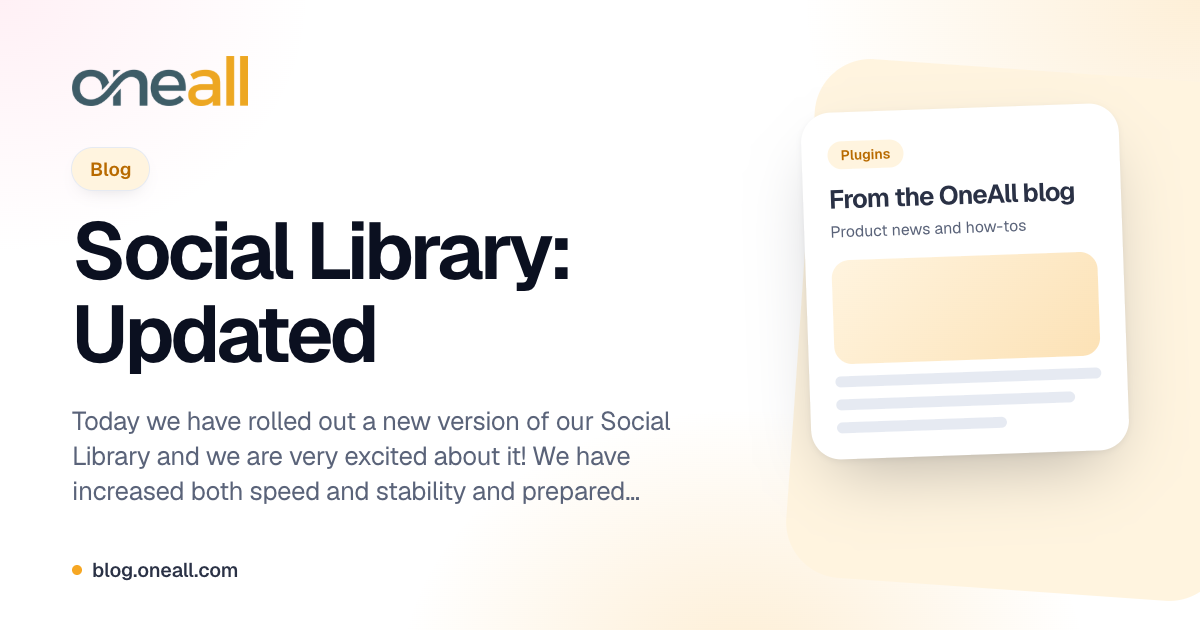 oneall
Blog
Social Library:
Updated
Today we have rolled out a new version of our Social
Library and we are very excited about it! We have
increased both speed and stability and prepared...
blog.oneall.com
Plugins
From the OneAll blog
Product news and how-tos